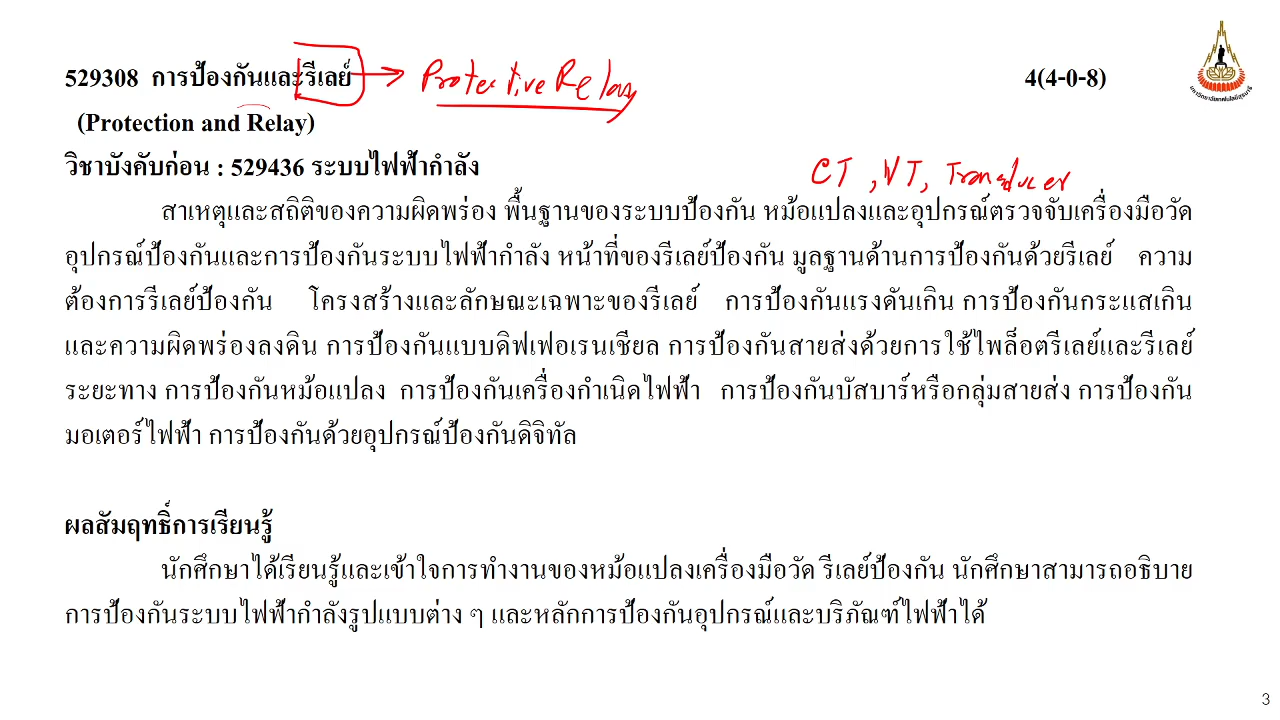 529308 การป้องกันและรีเลย์ → Protective Relay 4(4-0-8)
(Protection and Relay)
วิชาบังคับก่อน : 529436 ระบบไฟฟ้ากำลัง
CT , VT, Transducer
สาเหตุและสถิติของความผิดพร่อง พื้นฐานของระบบป้องกัน หม้อแปลงและอุปกรณ์ตรวจจับเครื่องมือวัด
อุปกรณ์ป้องกันและการป้องกันระบบไฟฟ้ากำลัง หน้าที่ของรีเลย์ป้องกัน มูลฐานด้านการป้องกันด้วยรีเลย์ ความ
ต้องการรีเลย์ป้องกัน โครงสร้างและลักษณะเฉพาะของรีเลย์ การป้องกันแรงดันเกิน การป้องกันกระแสเกิน
และความผิดพร่องลงดิน การป้องกันแบบดิฟเฟอเรนเชียล การป้องกันสายส่งด้วยการใช้ไพล็อตรีเลย์และรีเลย์
ระยะทาง การป้องกันหม้อแปลง การป้องกันเครื่องกำเนิดไฟฟ้า การป้องกันบัสบาร์หรือกลุ่มสายส่ง การป้องกัน
มอเตอร์ไฟฟ้า การป้องกันด้วยอุปกรณ์ป้องกันดิจิทัล
ผลสัมฤทธิ์การเรียนรู้
นักศึกษาได้เรียนรู้และเข้าใจการทำงานของหม้อแปลงเครื่องมือวัด รีเลย์ป้องกัน นักศึกษาสามารถอธิบาย
การป้องกันระบบไฟฟ้ากำลังรูปแบบต่าง ๆ และหลักการป้องกันอุปกรณ์และบริภัณฑ์ไฟฟ้าได้
3